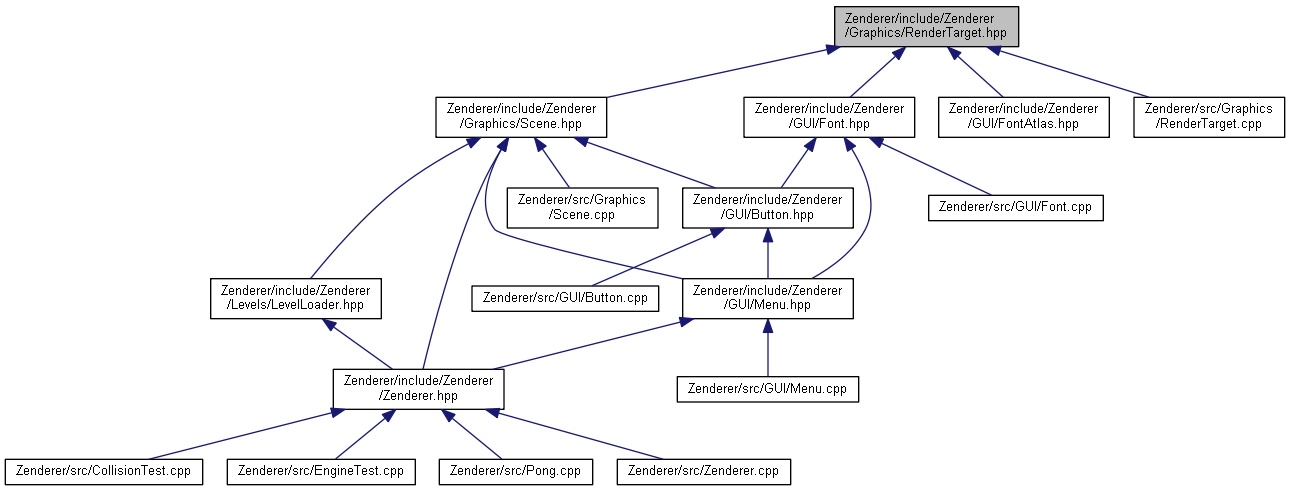 Zenderer/include/Zenderer
/Graphics/RenderTarget.hpp
Zenderer/include/Zenderer
/Graphics/Scene.hpp
Zenderer/include/Zenderer
/GUI/Font.hpp
Zenderer/include/Zenderer
/GUI/FontAtlas.hpp
Zenderer/src/Graphics
/RenderTarget.cpp
Zenderer/src/Graphics
/Scene.cpp
Zenderer/include/Zenderer
/GUI/Button.hpp
Zenderer/src/GUI/Font.cpp
Zenderer/include/Zenderer
/Levels/LevelLoader.hpp
Zenderer/src/GUI/Button.cpp
Zenderer/include/Zenderer
/GUI/Menu.hpp
Zenderer/include/Zenderer
/Zenderer.hpp
Zenderer/src/GUI/Menu.cpp
Zenderer/src/CollisionTest.cpp
Zenderer/src/EngineTest.cpp
Zenderer/src/Pong.cpp
Zenderer/src/Zenderer.cpp